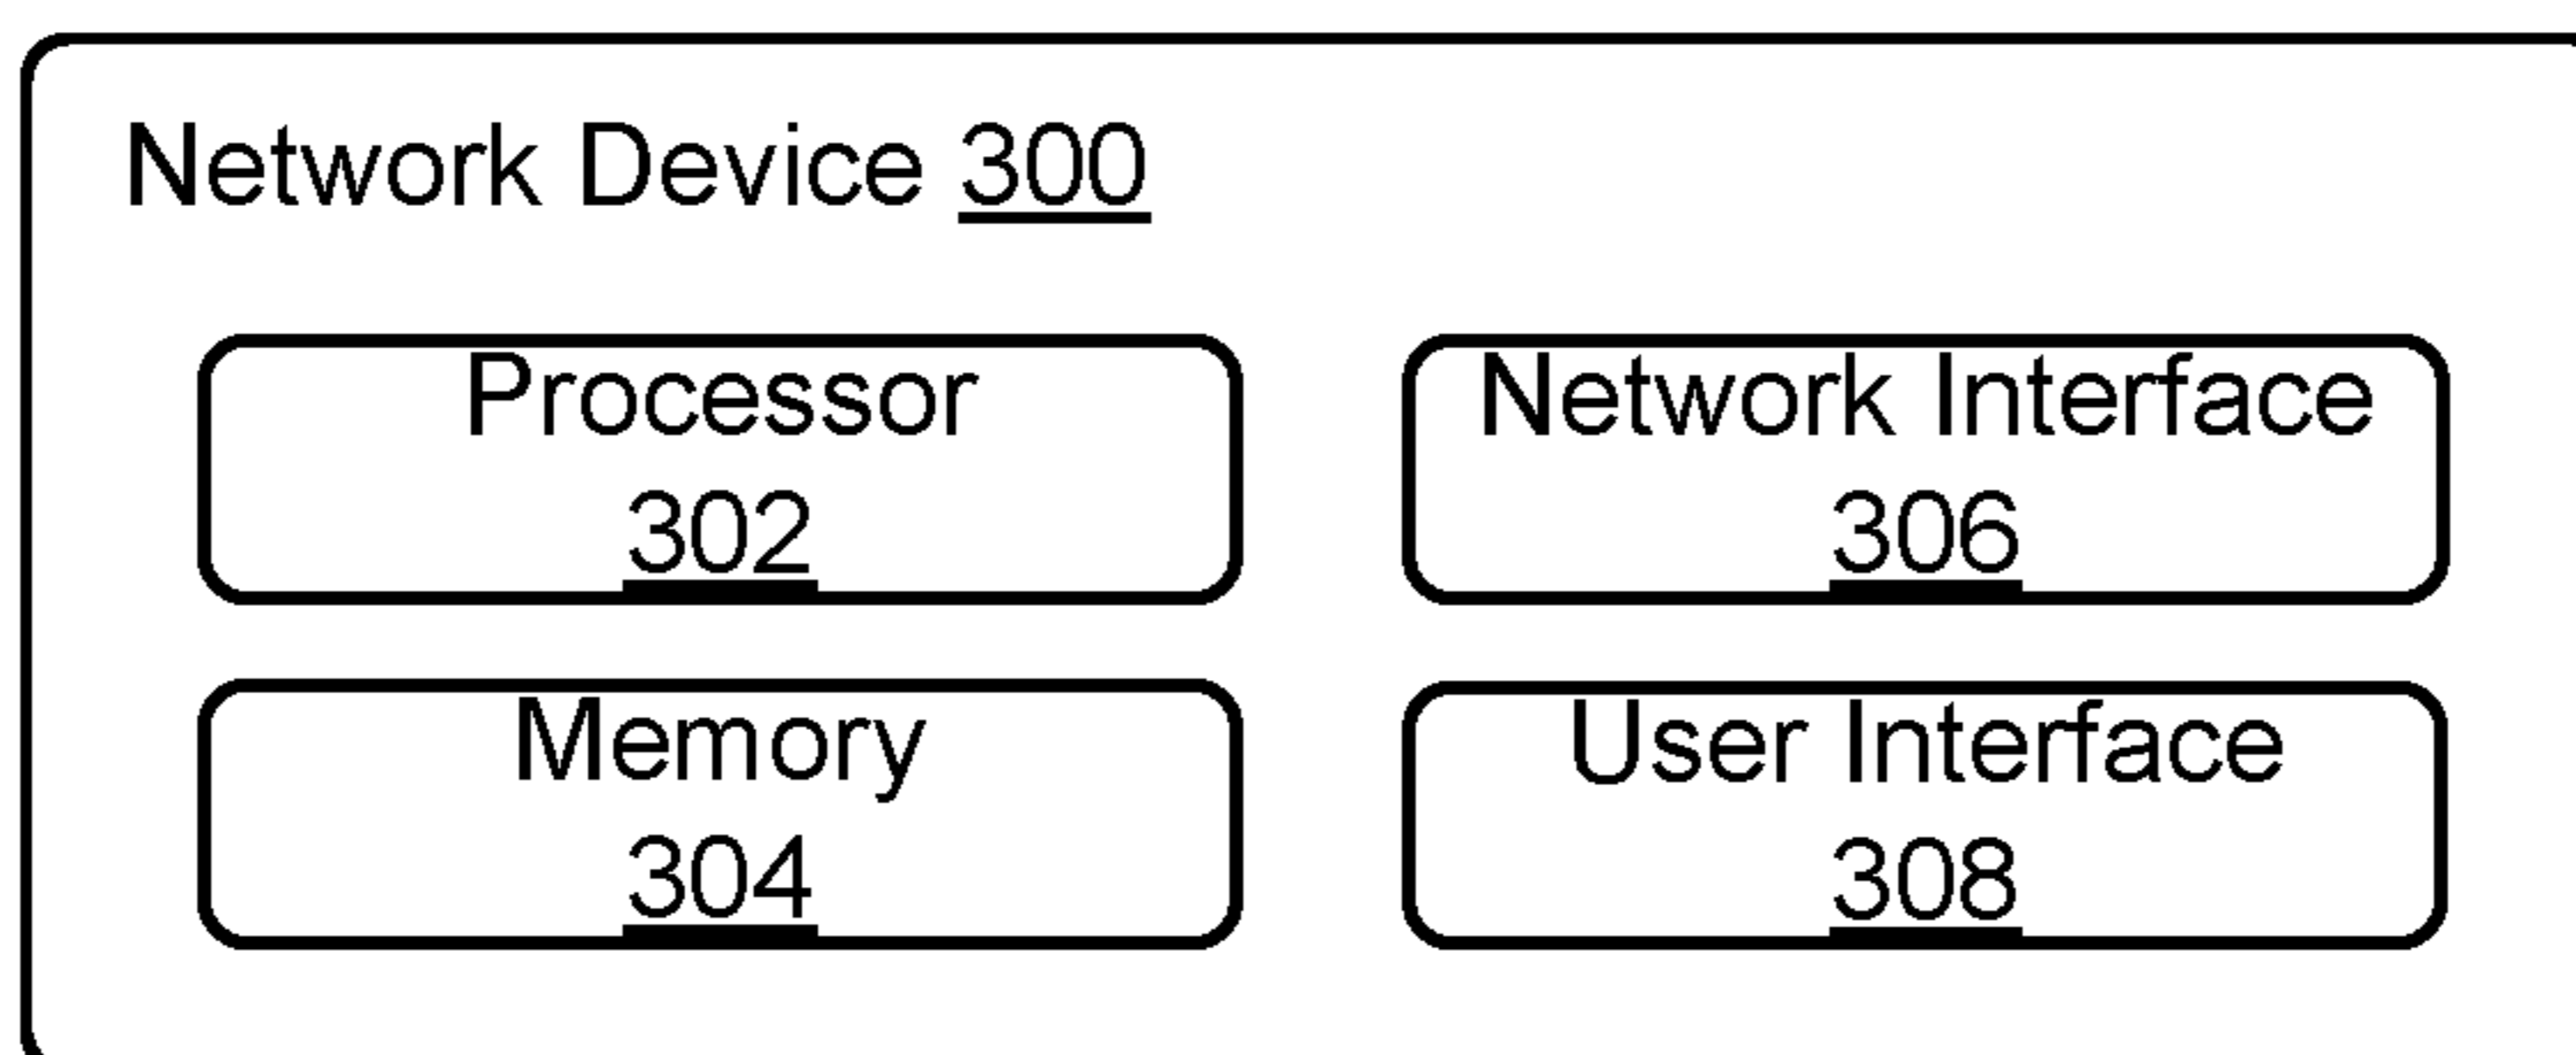 Network Device 300
Processor
302
Network Interface
306
Memory
304
User Interface
308